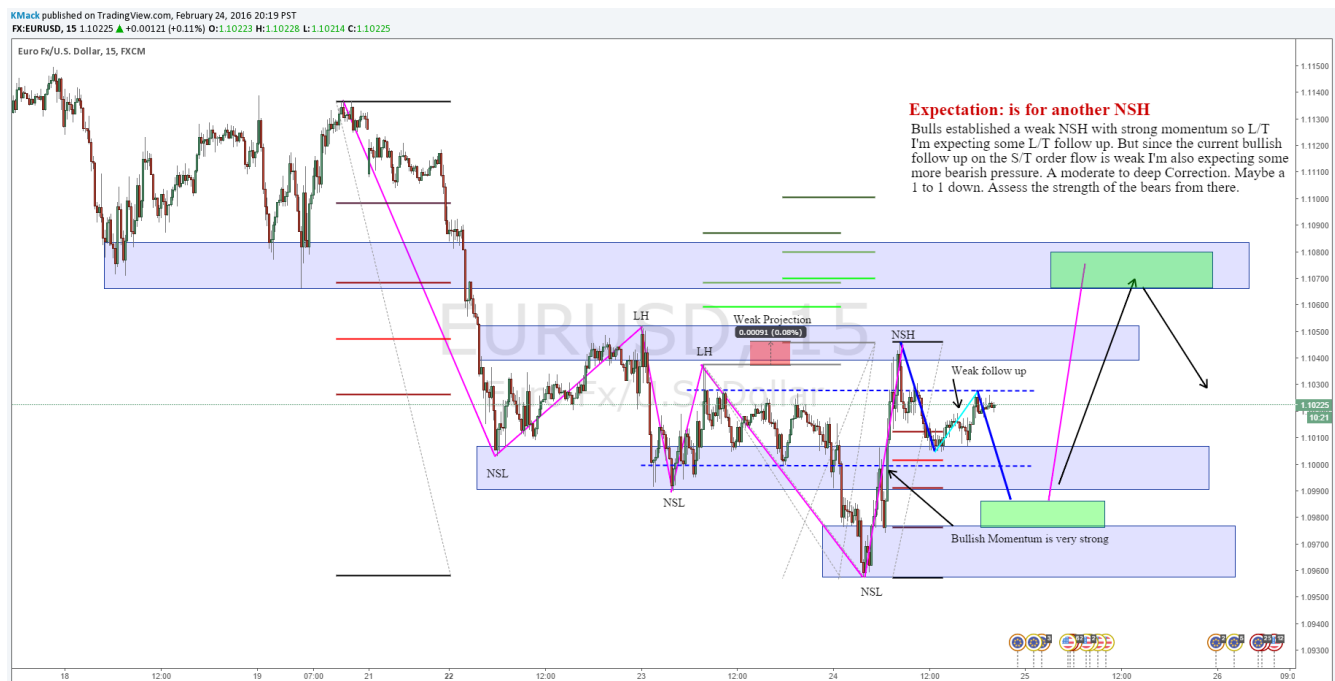 KMack published on TradingView.com, February 24, 2016 20:19 PST
FX:EURUSD, 15 1.10225 ▲ +0.00121 (+0.11%) O:1.10223 H:1.10228 L:1.10214 C:1.10225
Euro Fx/U.S. Dollar, 15, FXCM
Expectation: is for another NSH
Bulls established a weak NSH with strong momentum so L/T
I'm expecting some L/T follow up. But since the current bullish
follow up on the S/T order flow is weak I'm also expecting some
more bearish pressure. A moderate to deep Correction. Maybe a
1 to 1 down. Assess the strength of the bears from there.
EURUSD, 15
Euro Fx/U.S. Dollar
LH
Weak Projection
0.00091 (0.08%)
LH
NSH
Weak follow up
NSL
NSL
Bullish Momentum is very strong
NSL
1.11500
1.11400
1.11300
1.11200
1.11100
1.11000
1.10900
1.10800
1.10700
1.10600
1.10500
1.10400
1.10300
1.10225
10:21
1.10100
1.10000
1.09900
1.09800
1.09700
1.09600
1.09500
1.09400
1.09300
18 12:00 19 07:00 21 22 12:00 23 12:00 24 12:00 25 12:00 26 09:0